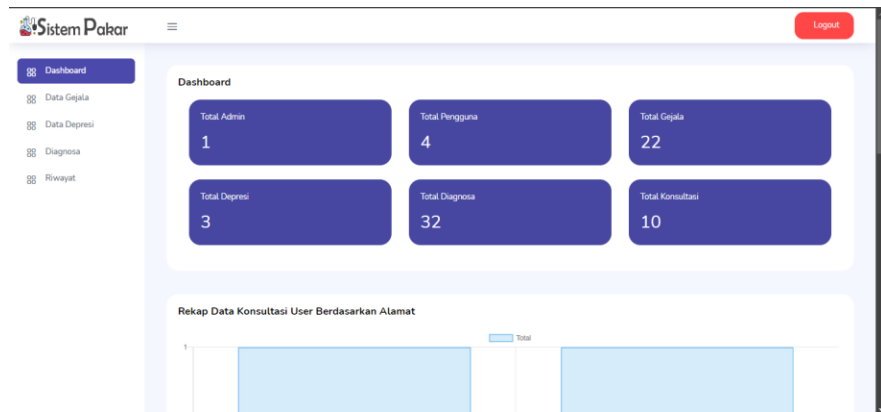 Sistem Pakar
Logout
Dashboard
Data Gejala
Data Depresi
Diagnosa
Riwayat
Dashboard
Total Admin
1
Total Pengguna
4
Total Gejala
22
Total Depresi
3
Total Diagnosa
32
Total Konsultasi
10
Rekap Data Konsultasi User Berdasarkan Alamat
Total
1